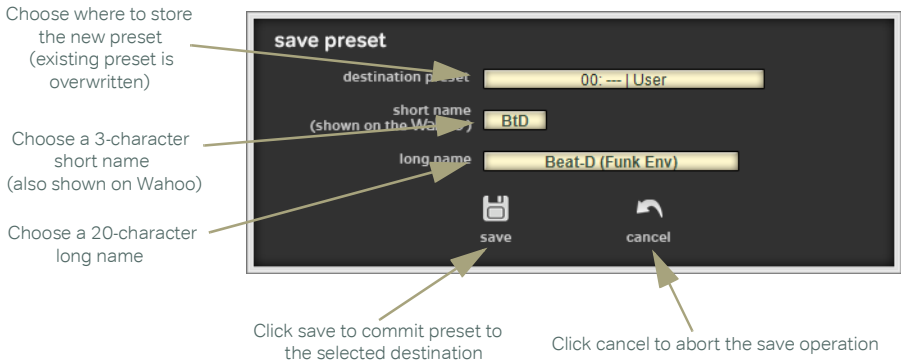 Choose where to store
the new preset
(existing preset is
overwritten)
save preset
destination preset
00: --- | User
short name
(shown on the Wahoo )
BtD
Choose a 3-character
short name
(also shown on Wahoo)
long name
Beat-D (Funk Env)
Choose a 20-character
long name
save
cancel
Click save to commit preset to
the selected destination
Click cancel to abort the save operation